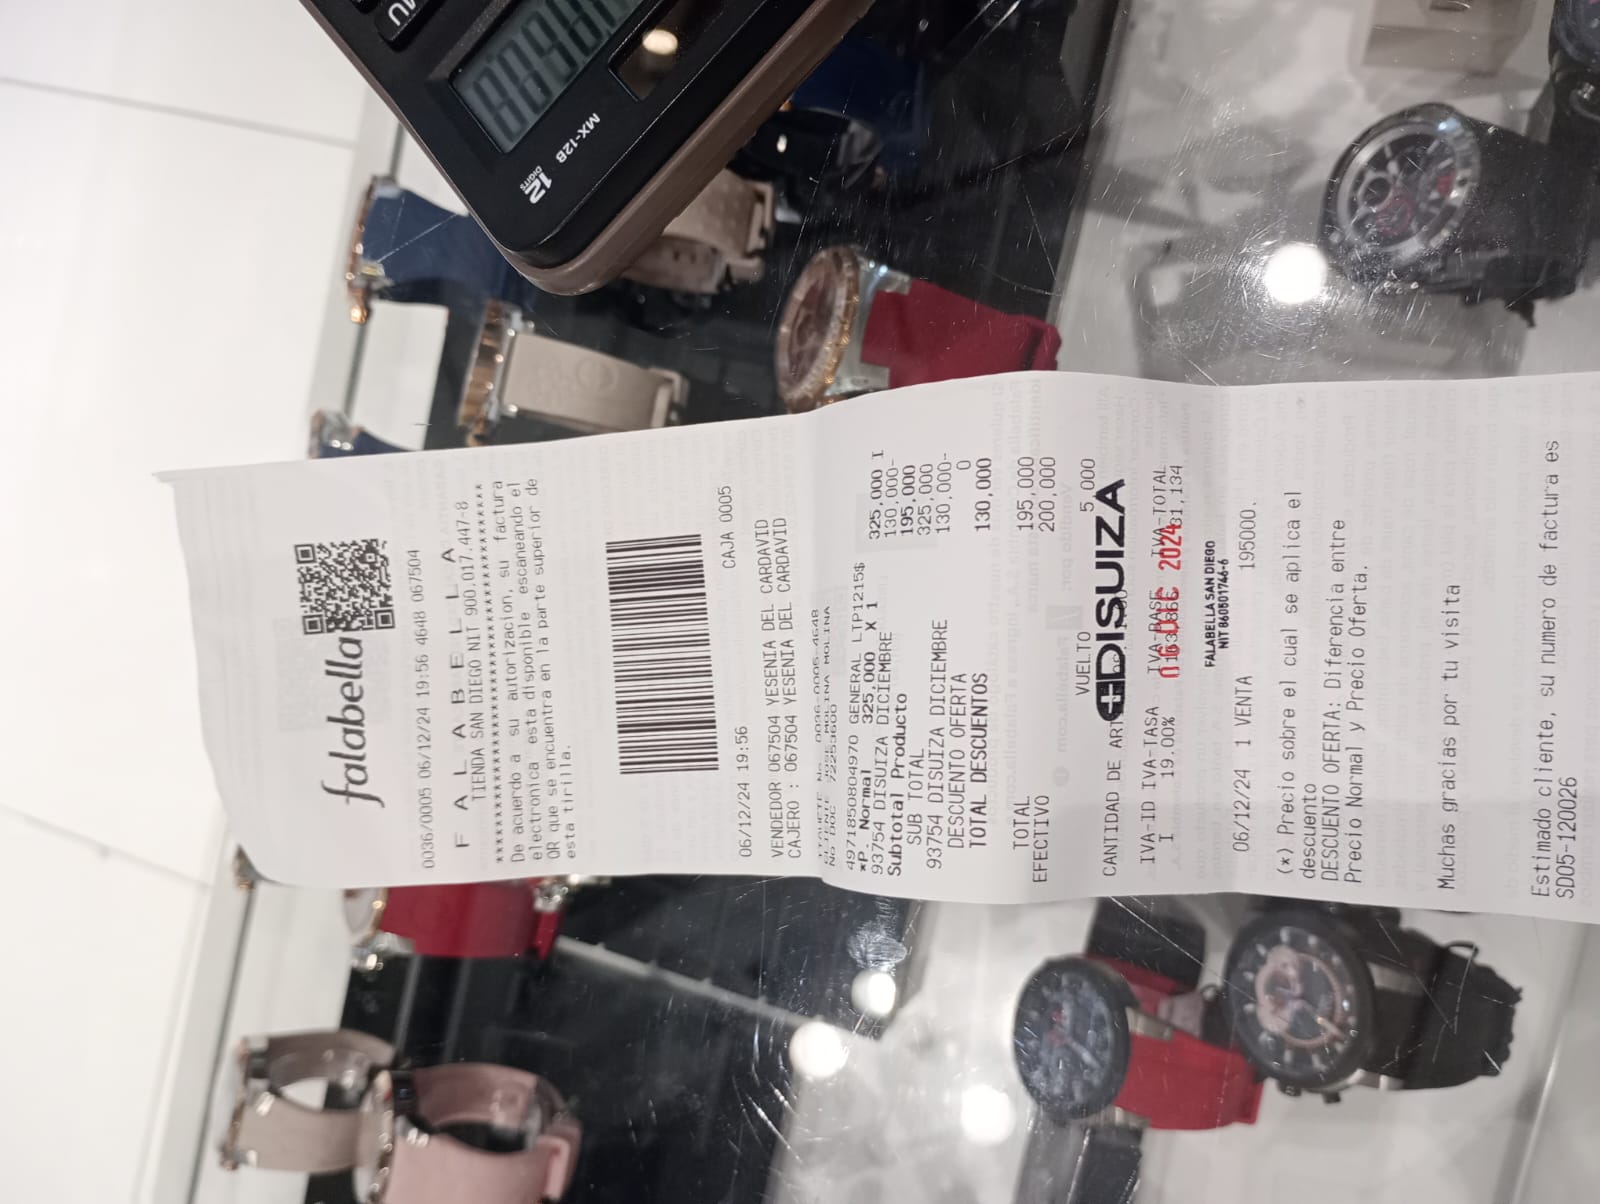 MU
MX-12B
12
DIGITS
falabella
0036/0005 06/12/24 19:56 4648 067504
F A L A B E L L A
TIENDA SAN DIEGO NIT 900.017.447-8
De acuerdo a su autorizacion, su factura
electronica esta disponible escaneando el
QR que se encuentra en la parte superior de
esta tirilla.
06/12/24 19:56 CAJA 0005
VENDEDOR 067504 YESENIA DEL CARDAVID
CAJERO : 067504 YESENIA DEL CARDAVID
4971850804970 GENERAL LTP1215$
*P. Normal 325.000 X 1 325,000 I
93754 DISUIZA DICIEMBRE 130,000-
Subtotal Producto 195.000
SUB TOTAL 325,000
93754 DISUIZA DICIEMBRE 130,000-
DESCUENTO OFERTA 0
TOTAL DESCUENTOS 130,000
TOTAL 195,000
EFECTIVO 200,000
VUELTO 5,000
CANTIDAD DE ART
DISUIZA
IVA-ID IVA-TASA IVA-BASE IVA-TOTAL
I 19.00% 31,134
06 DIC 2024
FALABELLA SAN DIEGO
NIT 860501746-6
06/12/24 1 VENTA 195000.
(*) Precio sobre el cual se aplica el
descuento
DESCUENTO OFERTA: Diferencia entre
Precio Normal y Precio Oferta.
Muchas gracias por tu visita
Estimado cliente, su numero de factura es
SD05-120026